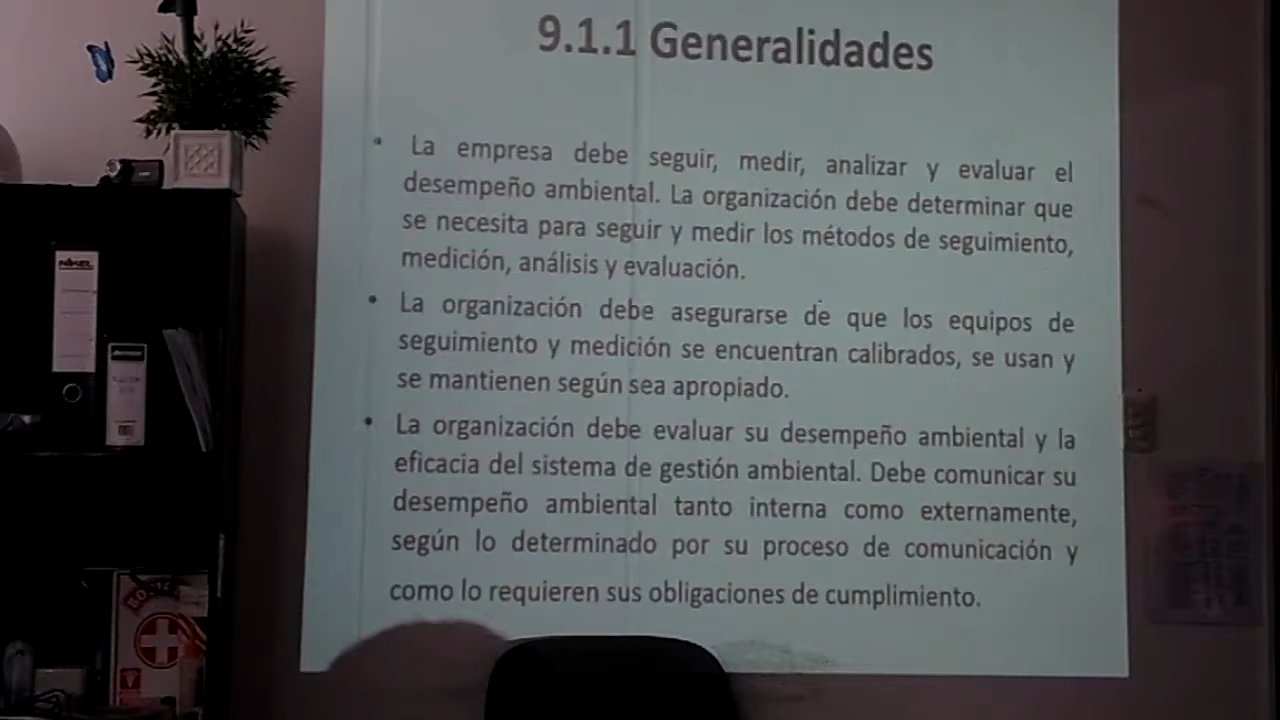 9.1.1 Generalidades
• La empresa debe seguir, medir, analizar y evaluar el
desempeño ambiental. La organización debe determinar que
se necesita para seguir y medir los métodos de seguimiento,
medición, análisis y evaluación.
• La organización debe asegurarse de que los equipos de
seguimiento y medición se encuentran calibrados, se usan y
se mantienen según sea apropiado.
• La organización debe evaluar su desempeño ambiental y la
eficacia del sistema de gestión ambiental. Debe comunicar su
desempeño ambiental tanto interna como externamente,
según lo determinado por su proceso de comunicación y
como lo requieren sus obligaciones de cumplimiento.